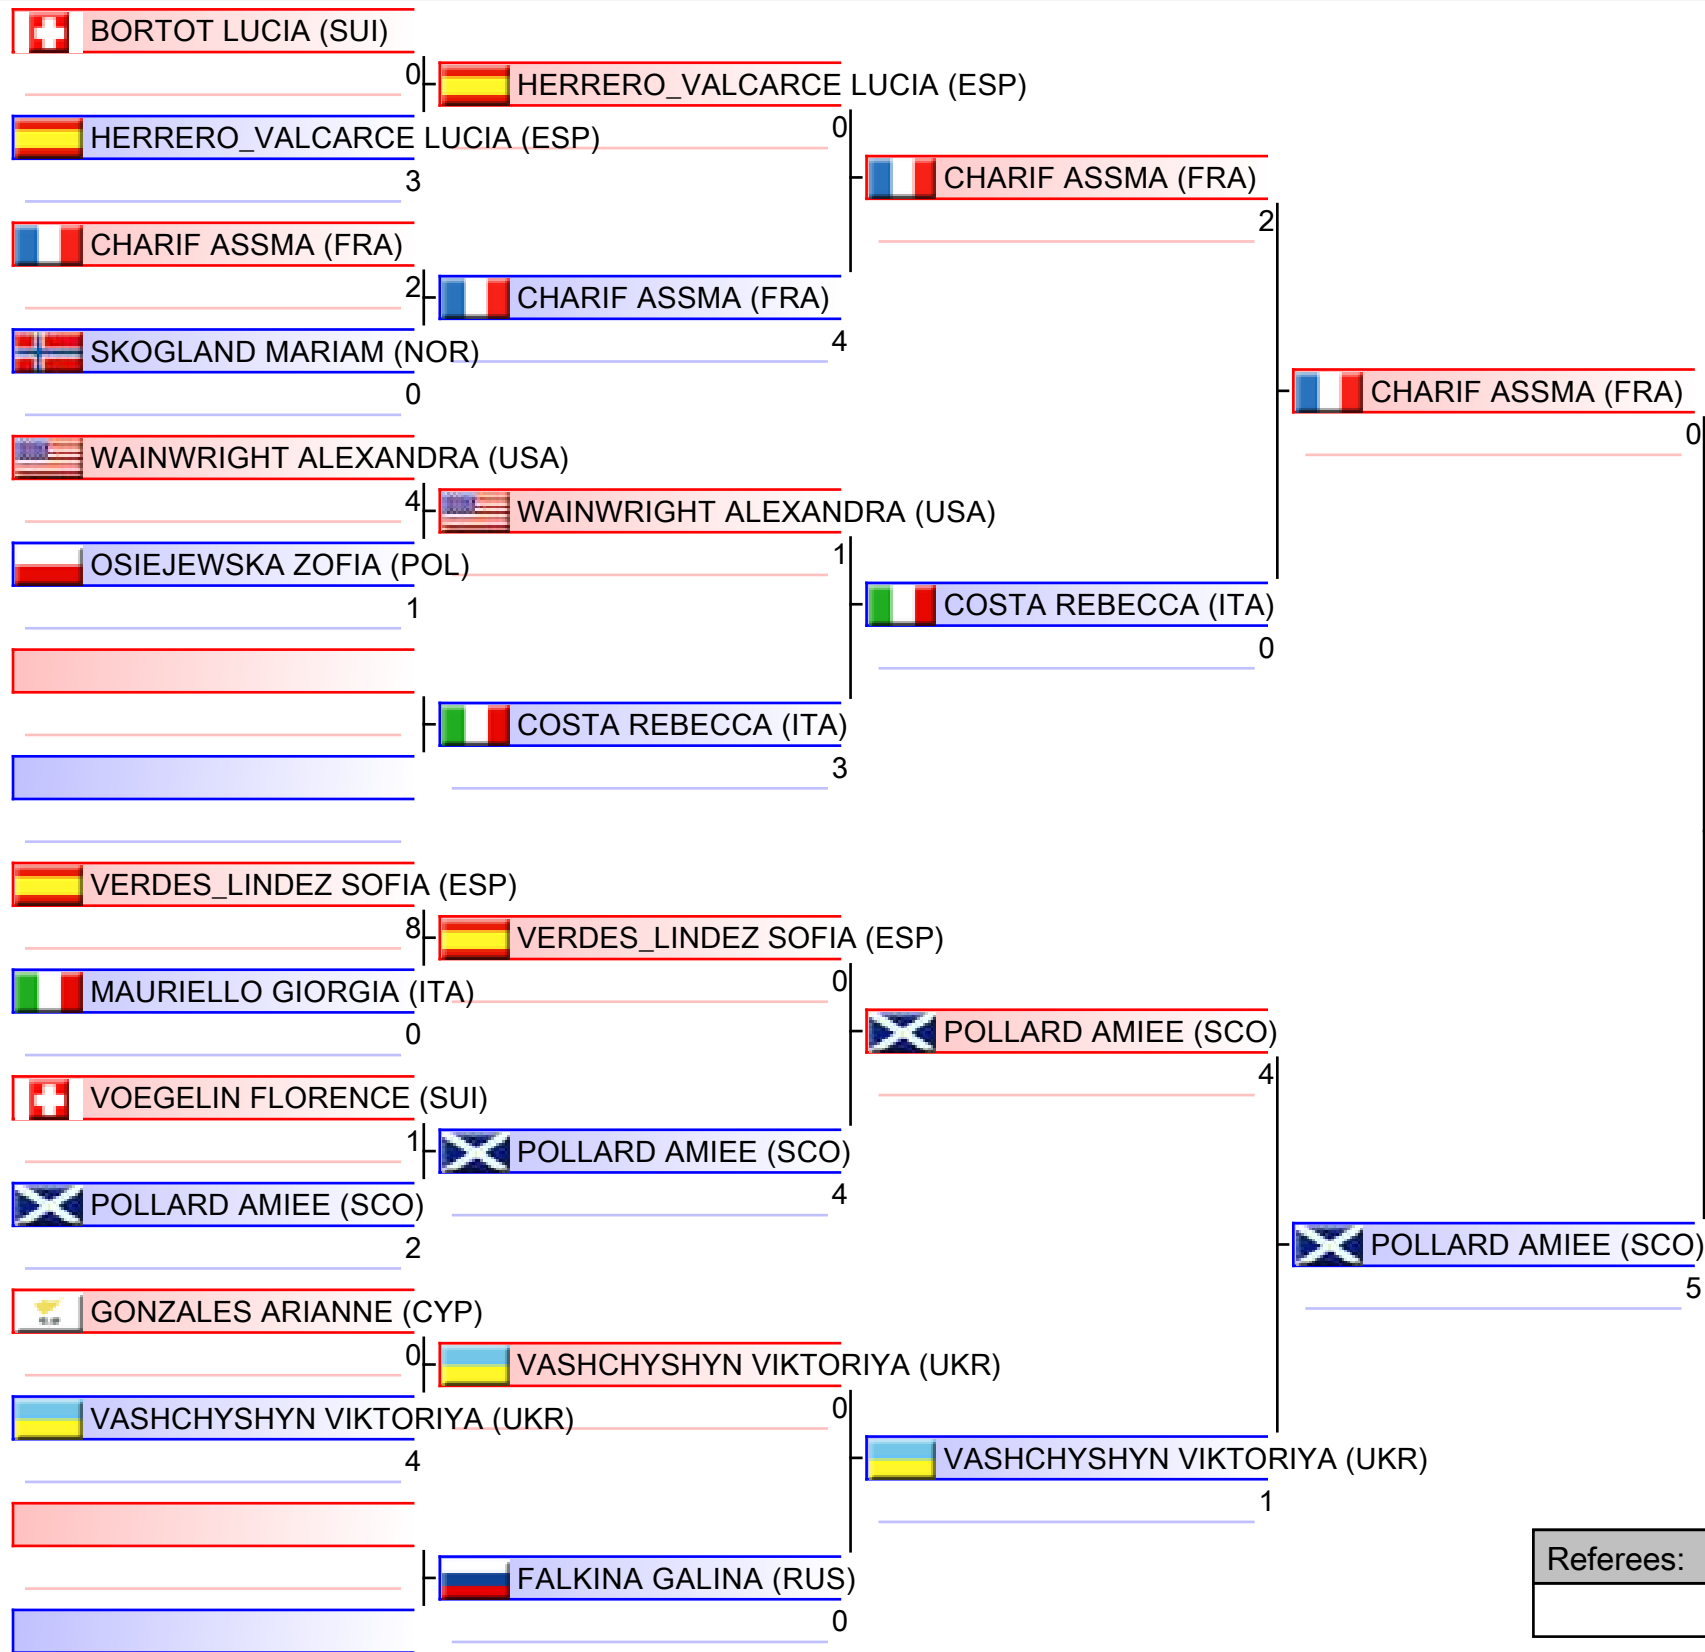 BORTOT LUCIA (SUI)
0
HERRERO_VALCARCE LUCIA (ESP)
3
CHARIF ASSMA (FRA)
2
SKOGLAND MARIAM (NOR)
0
WAINWRIGHT ALEXANDRA (USA)
4
OSIEJEWSKA ZOFIA (POL)
1
VERDES_LINDEZ SOFIA (ESP)
8
MAURIELLO GIORGIA (ITA)
0
VOEGELIN FLORENCE (SUI)
1
POLLARD AMIEE (SCO)
2
GONZALES ARIANNE (CYP)
0
VASHCHYSHYN VIKTORIYA (UKR)
4
HERRERO_VALCARCE LUCIA (ESP)
0
CHARIF ASSMA (FRA)
4
WAINWRIGHT ALEXANDRA (USA)
1
COSTA REBECCA (ITA)
3
VERDES_LINDEZ SOFIA (ESP)
0
POLLARD AMIEE (SCO)
4
VASHCHYSHYN VIKTORIYA (UKR)
0
FALKINA GALINA (RUS)
0
CHARIF ASSMA (FRA)
2
COSTA REBECCA (ITA)
0
POLLARD AMIEE (SCO)
4
VASHCHYSHYN VIKTORIYA (UKR)
1
CHARIF ASSMA (FRA)
0
POLLARD AMIEE (SCO)
5
Referees: